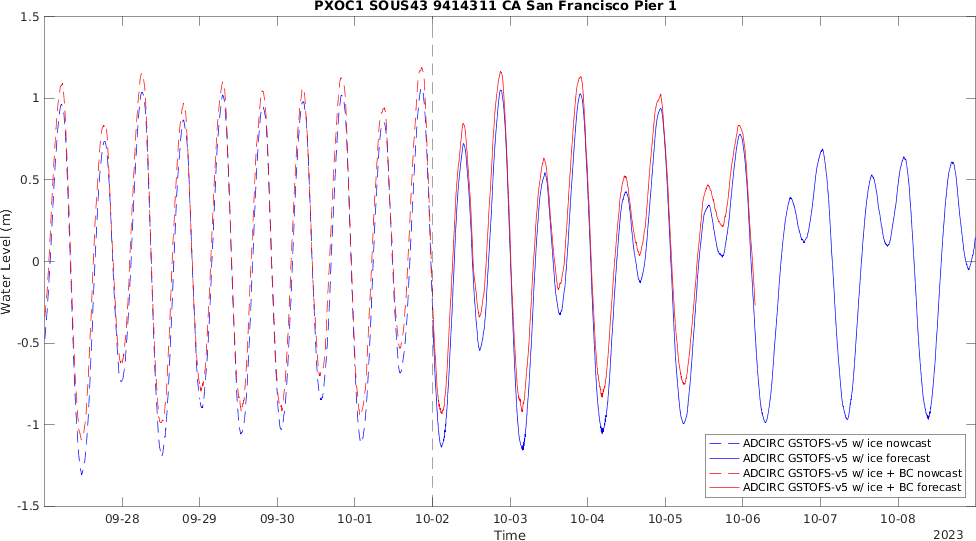 PXOC1 SOUS43 9414311 CA San Francisco Pier 1
1.5
1
0.5
0
-0.5
-1
-1.5
Water Level (m)
09-28 09-29 09-30 10-01 10-02 10-03 10-04 10-05 10-06 10-07 10-08
Time
2023
ADCIRC GSTOFS-v5 w/ ice nowcast
ADCIRC GSTOFS-v5 w/ ice forecast
ADCIRC GSTOFS-v5 w/ ice + BC nowcast
ADCIRC GSTOFS-v5 w/ ice + BC forecast